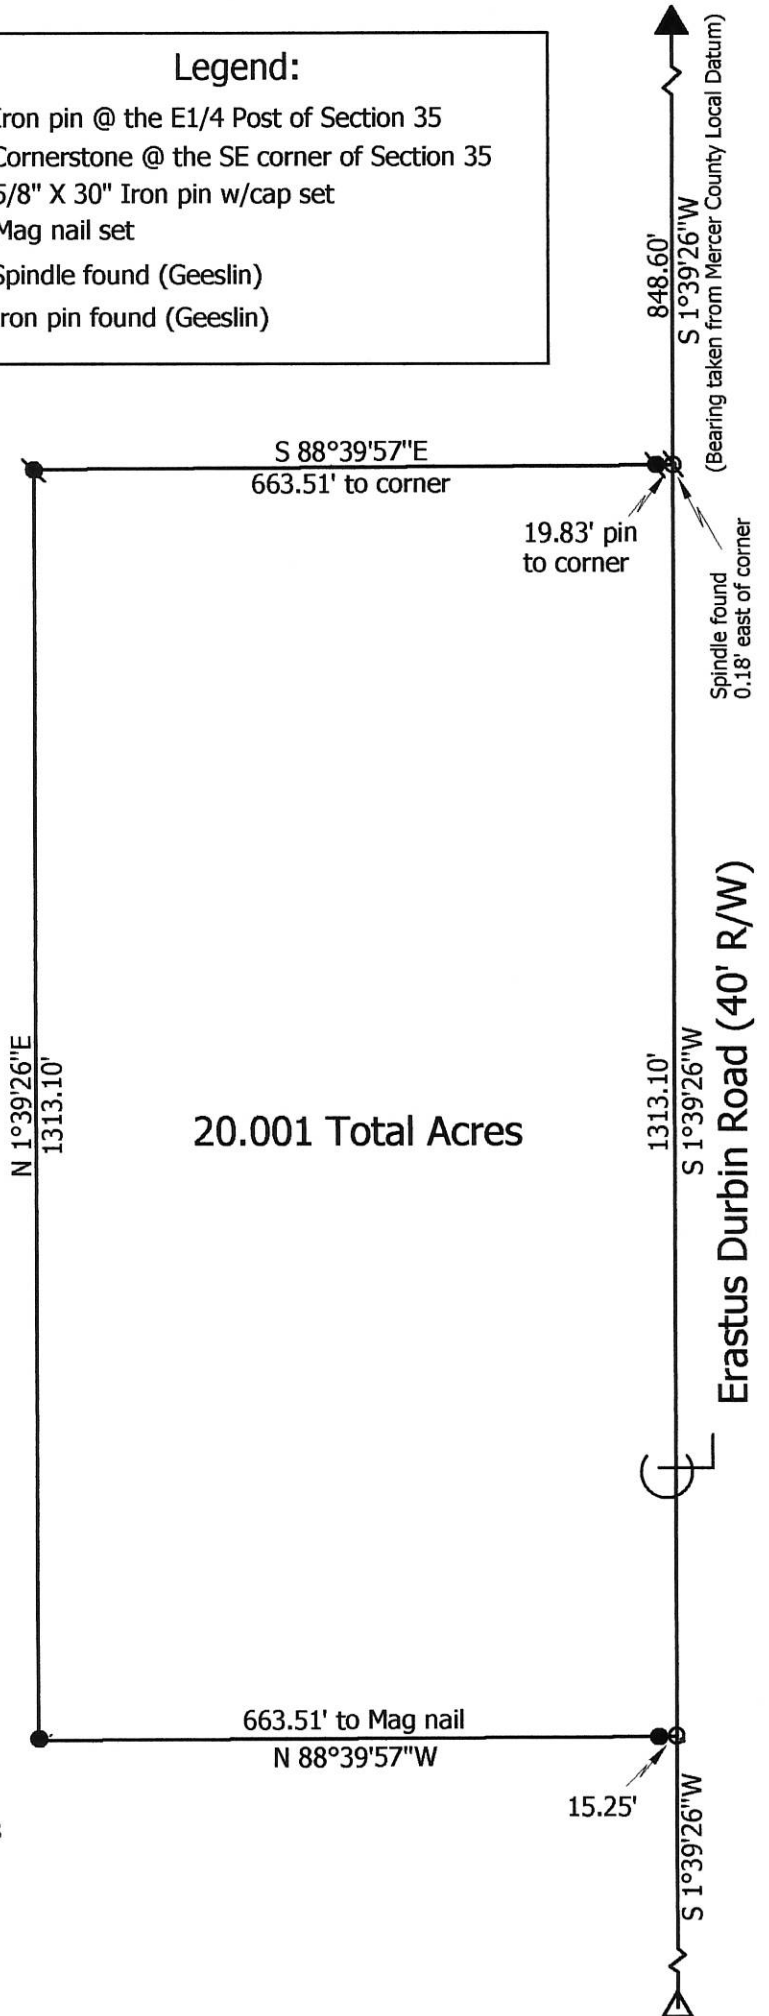 Legend:
Iron pin @ the E1/4 Post of Section 35
Cornerstone @ the SE corner of Section 35
5/8" X 30" Iron pin w/cap set
Mag nail set
Spindle found (Geeslin)
Iron pin found (Geeslin)
848.60'
S 1°39'26"W
(Bearing taken from Mercer County Local Datum)
S 88°39'57"E
663.51' to corner
19.83' pin
to corner
Spindle found
0.18' east of corner
N 1°39'26"E
1313.10'
20.001 Total Acres
1313.10'
S 1°39'26"W
Erastus Durbin Road (40' R/W)
663.51' to Mag nail
N 88°39'57"W
15.25'
S 1°39'26"W